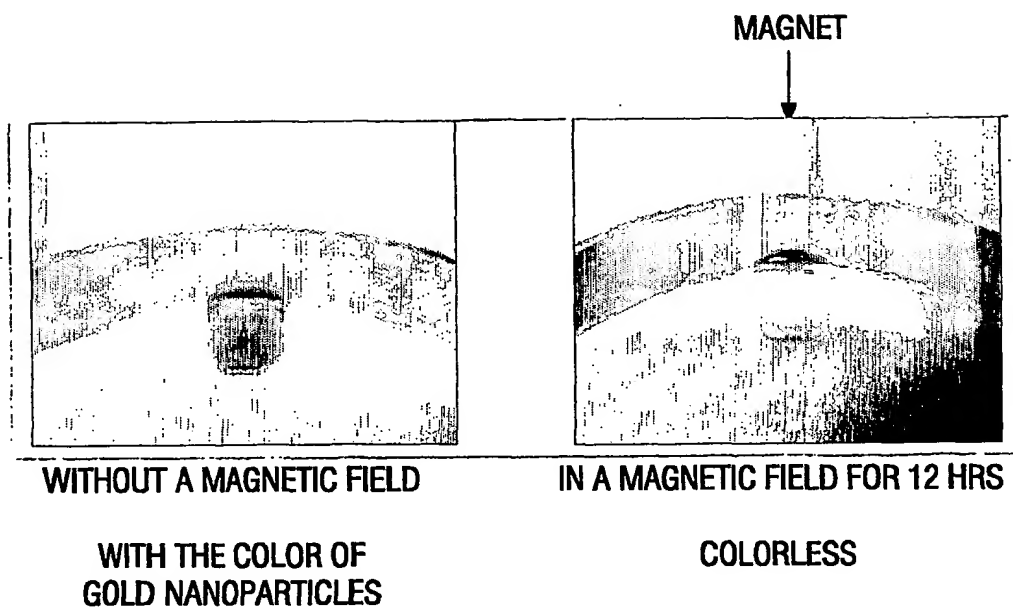 MAGNET
WITHOUT A MAGNETIC FIELD
IN A MAGNETIC FIELD FOR 12 HRS
WITH THE COLOR OF
GOLD NANOPARTICLES
COLORLESS